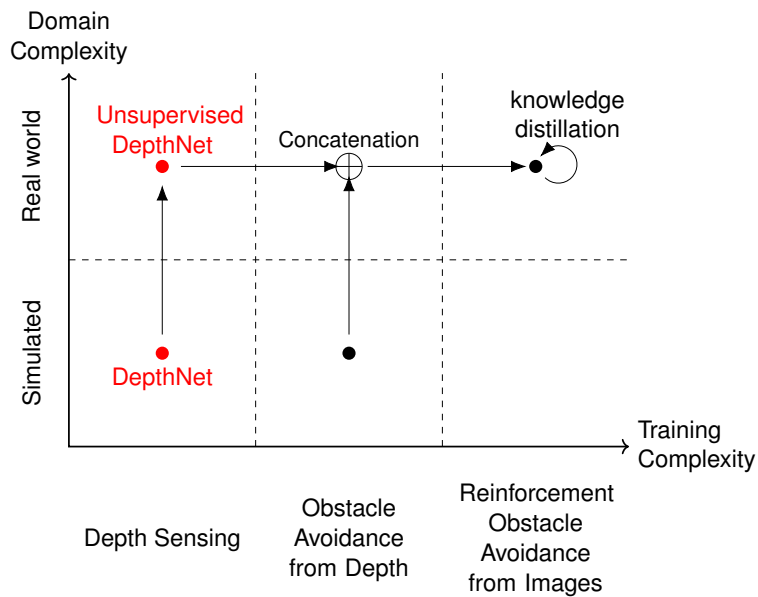 Domain
Complexity
Unsupervised
DepthNet
Concatenation
knowledge
distillation
Real world
Simulated
DepthNet
Training
Complexity
Depth Sensing
Obstacle
Avoidance
from Depth
Reinforcement
Obstacle
Avoidance
from Images